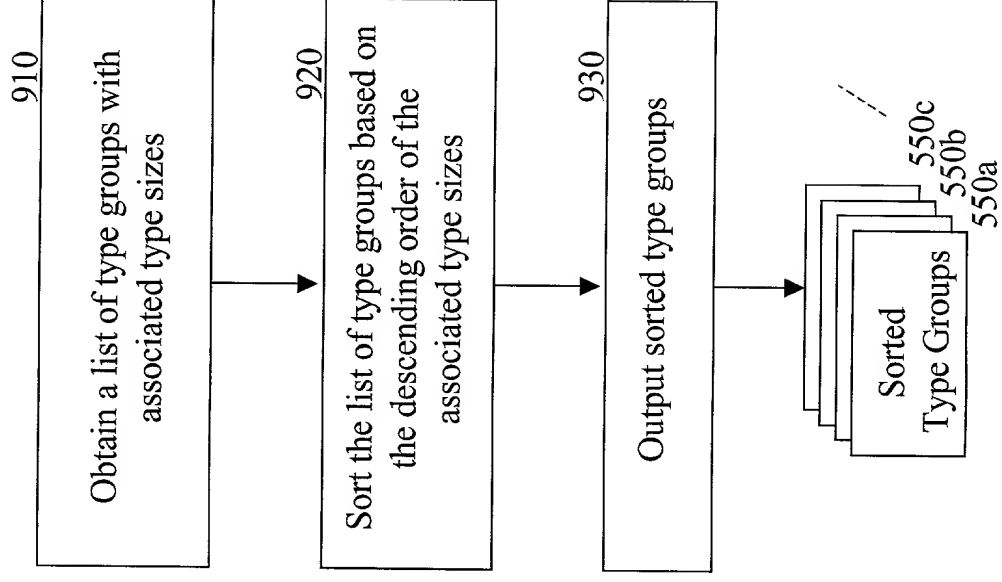 910
Obtain a list of type groups with
associated type sizes
920
Sort the list of type groups based on
the descending order of the
associated type sizes
930
Output sorted type groups
Sorted
Type Groups
550c
550b
550a